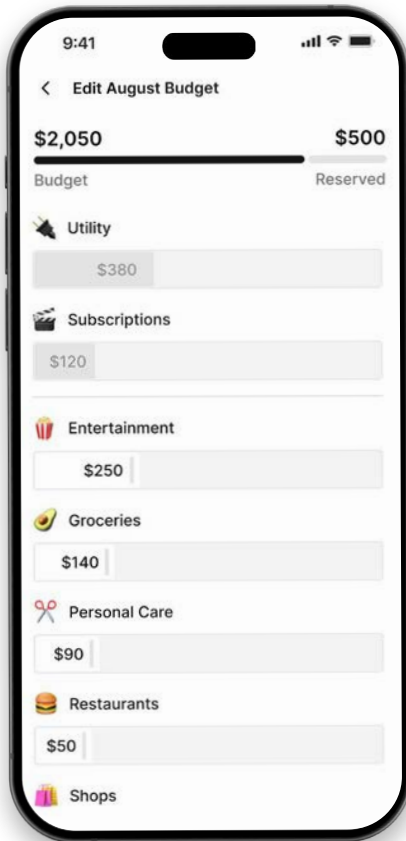 9:41
Edit August Budget
$2,050 $500
Budget Reserved
Utility
$380
Subscriptions
$120
Entertainment
$250
Groceries
$140
Personal Care
$90
Restaurants
$50
Shops